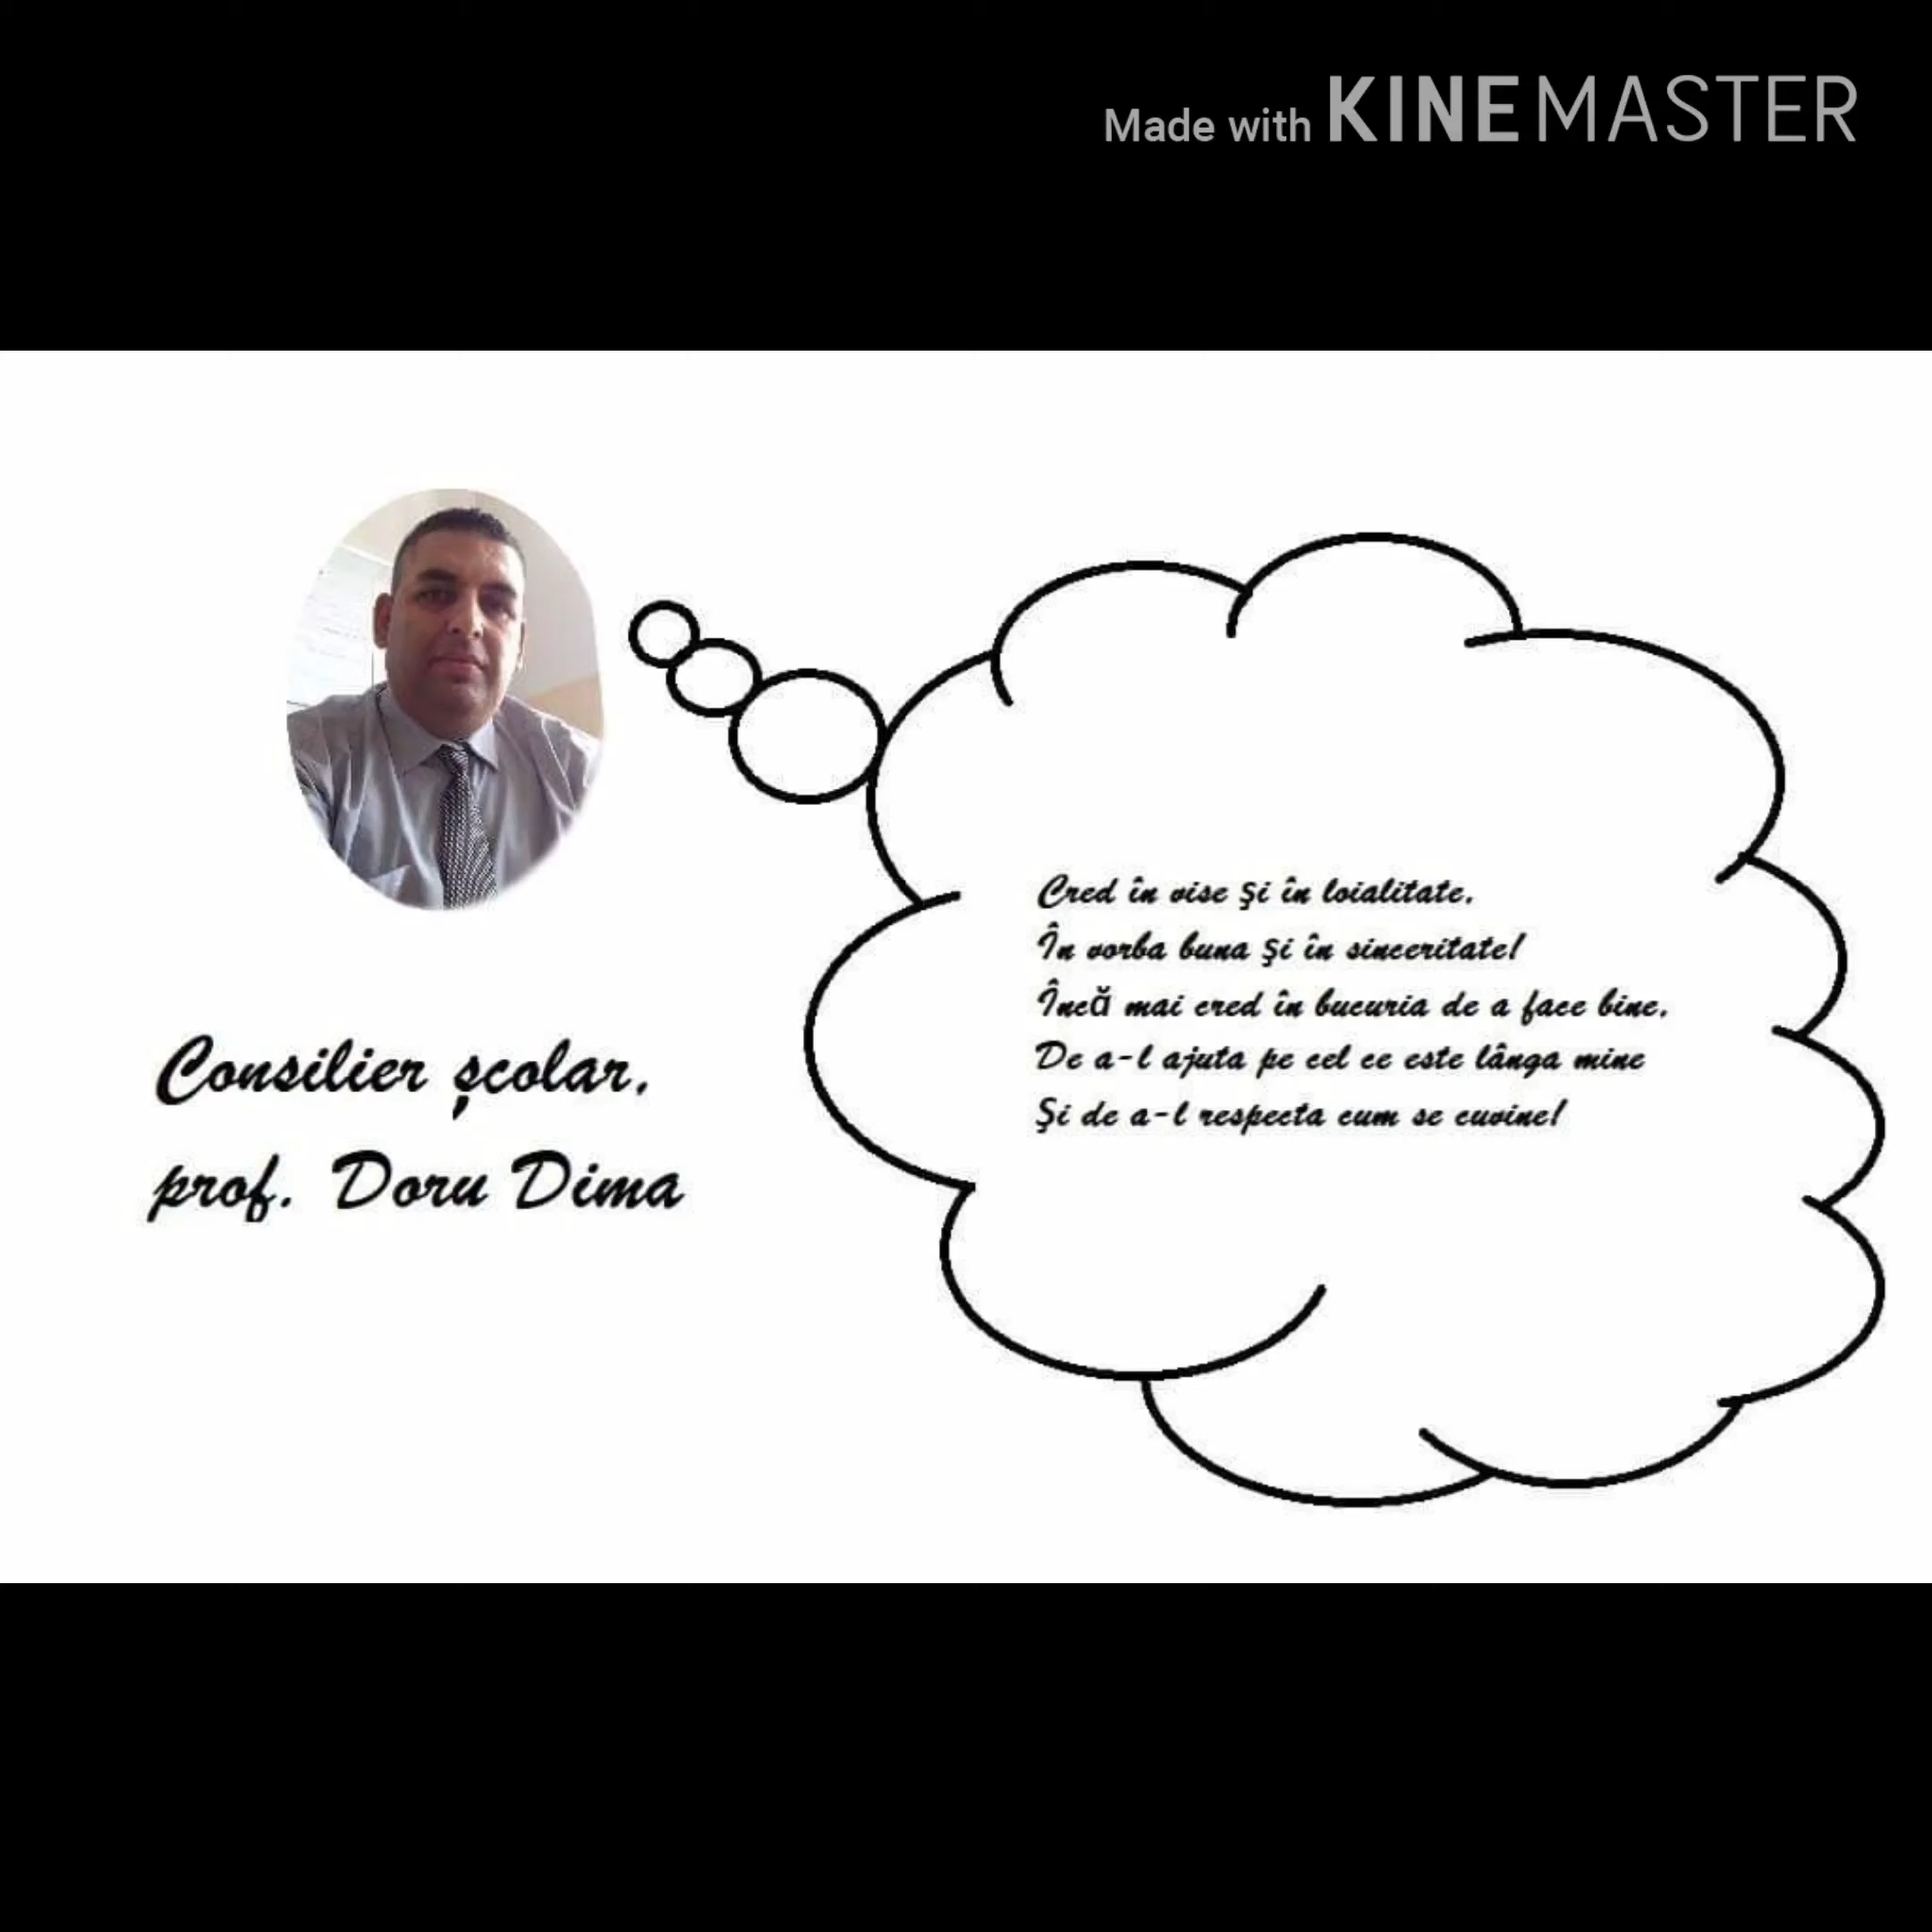 Made with KINEMASTER
Cred în vise şi în loialitate,
În vorba buna şi în sinceritate!
Încă mai cred în bucuria de a face bine,
De a-l ajuta pe cel ce este lânga mine
Şi de a-l respecta cum se cuvine!
Consilier școlar,
prof. Doru Dima